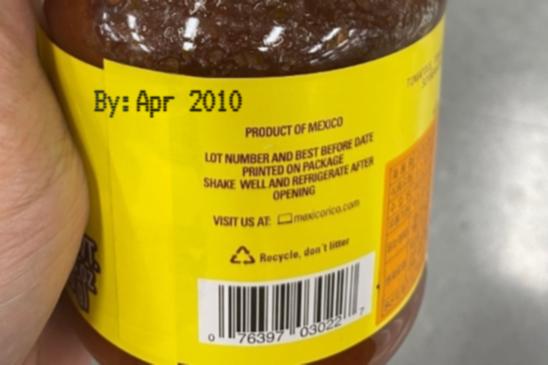 By: Apr 2010
PRODUCT OF MEXICO
LOT NUMBER AND BEST BEFORE DATE
PRINTED ON PACKAGE
SHAKE WELL AND REFRIGERATE AFTER
OPENING
VISIT US AT: mexicorico.com
Recycle, don't litter
0 76397 03022 7